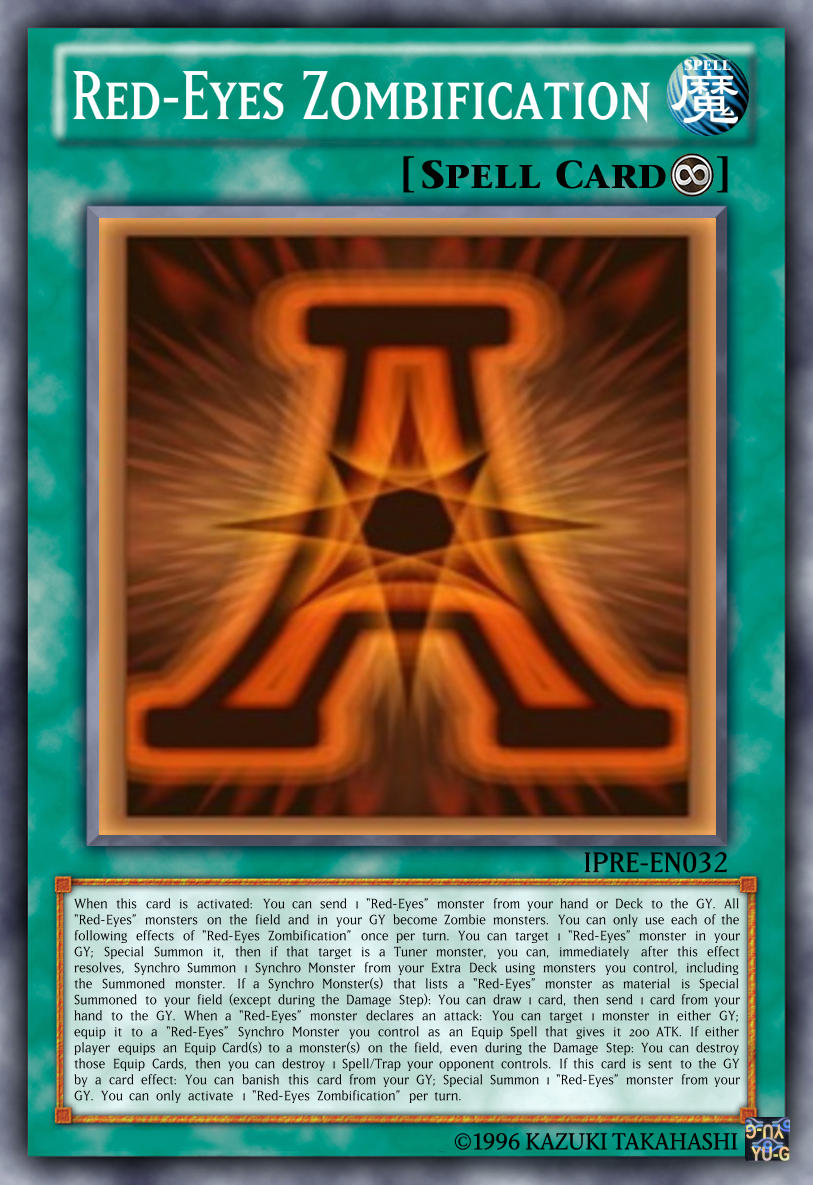 Red-Eyes Zombification
SPELL
魔
[Spell Card∞]
A
IPRE-EN032
When this card is activated: You can send 1 "Red-Eyes" monster from your hand or Deck to the GY. All
"Red-Eyes" monsters on the field and in your GY become Zombie monsters. You can only use each of the
following effects of "Red-Eyes Zombification" once per turn. You can target 1 "Red-Eyes" monster in your
GY; Special Summon it, then if that target is a Tuner monster, you can, immediately after this effect
resolves, Synchro Summon 1 Synchro Monster from your Extra Deck using monsters you control, including
the Summoned monster. If a Synchro Monster(s) that lists a "Red-Eyes" monster as material is Special
Summoned to your field (except during the Damage Step): You can draw 1 card, then send 1 card from your
hand to the GY. When a "Red-Eyes" monster declares an attack: You can target 1 monster in either GY;
equip it to a "Red-Eyes" Synchro Monster you control as an Equip Spell that gives it 200 ATK. If either
player equips an Equip Card(s) to a monster(s) on the field, even during the Damage Step: You can destroy
those Equip Cards, then you can destroy 1 Spell/Trap your opponent controls. If this card is sent to the GY
by a card effect: You can banish this card from your GY; Special Summon 1 "Red-Eyes" monster from your
GY. You can only activate 1 "Red-Eyes Zombification" per turn.
©1996 KAZUKI TAKAHASHI
YU-G
YU-G